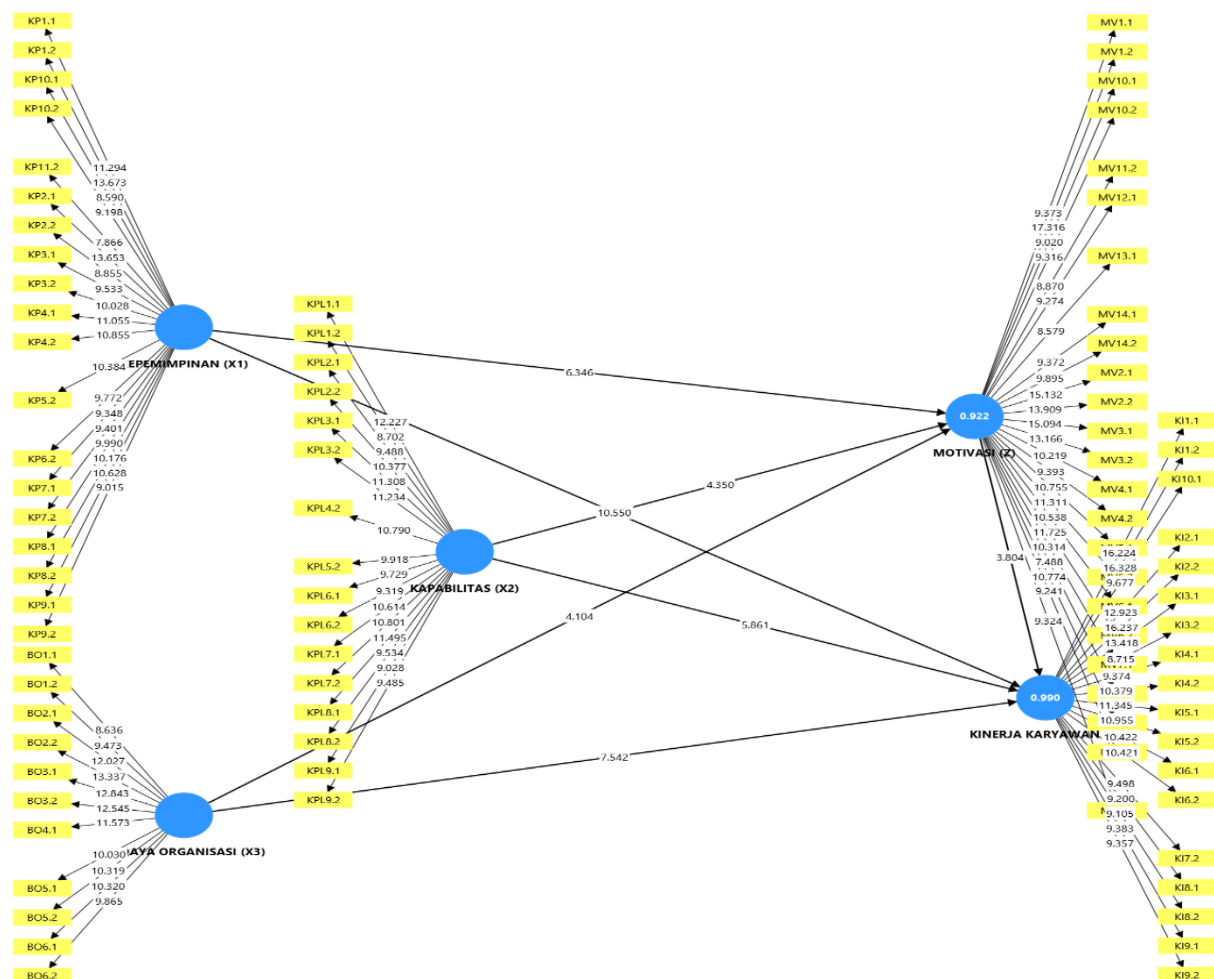 KP1.1
KP1.2
KP10.1
KP10.2
KP11.2
KP2.1
KP2.2
KP3.1
KP3.2
KP4.1
KP4.2
KP5.2
KP6.2
KP7.1
KP7.2
KP8.1
KP8.2
KP9.1
KP9.2
11.294
13.673
8.590
9.198
7.866
13.653
8.855
9.533
10.028
11.055
10.855
10.384
9.772
9.348
9.401
9.990
10.176
10.628
9.015
EPEMIMPINAN (X1)
BO1.1
BO1.2
BO2.1
BO2.2
BO3.1
BO3.2
BO4.1
BO5.1
BO5.2
BO6.1
BO6.2
8.636
9.473
12.027
13.337
12.843
12.545
11.573
10.030
10.319
10.320
9.865
AYA ORGANISASI (X3)
KPL1.1
KPL1.2
KPL2.1
KPL2.2
KPL3.1
KPL3.2
KPL4.2
KPL5.2
KPL6.1
KPL6.2
KPL7.1
KPL7.2
KPL8.1
KPL8.2
KPL9.1
KPL9.2
12.227
8.702
9.488
10.377
11.308
11.234
10.790
9.918
9.729
9.319
10.614
10.801
11.495
9.534
9.028
9.485
KAPABILITAS (X2)
6.346
4.350
10.550
4.104
5.861
7.542
3.804
MV1.1
MV1.2
MV10.1
MV10.2
MV11.2
MV12.1
MV13.1
MV14.1
MV14.2
MV2.1
MV2.2
MV3.1
MV3.2
MV4.1
MV4.2
9.373
17.316
9.020
9.316
8.870
9.274
8.579
9.372
9.895
15.132
13.909
15.094
13.166
10.219
9.393
10.755
11.311
10.538
11.725
10.314
7.488
10.774
9.241
9.324
0.922
MOTIVASI (Z)
KI1.1
KI1.2
KI10.1
KI2.1
KI2.2
KI3.1
KI3.2
KI4.1
KI4.2
KI5.1
KI5.2
KI6.1
KI6.2
KI7.2
KI8.1
KI8.2
KI9.1
KI9.2
16.224
16.328
9.677
12.923
16.237
13.418
8.715
9.374
10.379
11.345
10.955
10.422
10.421
9.498
9.200
9.105
9.383
9.357
0.990
KINERJA KARYAWAN